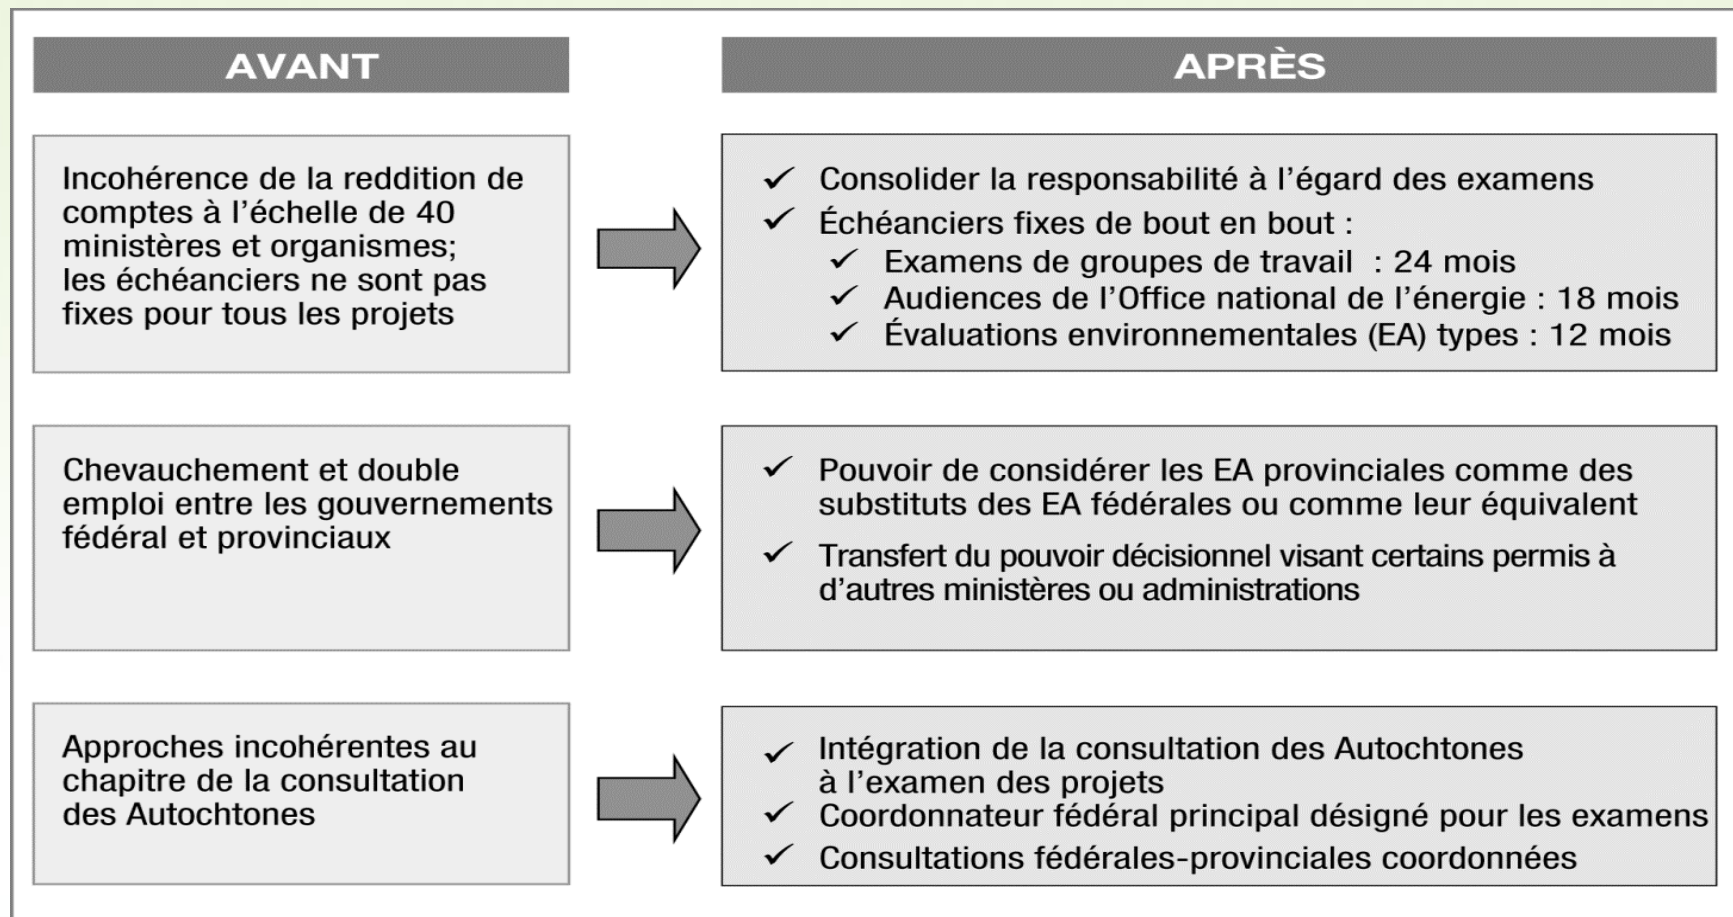 AVANT
APRÈS
Incohérence de la reddition de
comptes à l'échelle de 40
ministères et organismes;
les échéanciers ne sont pas
fixes pour tous les projets
✓ Consolider la responsabilité à l'égard des examens
✓ Échéanciers fixes de bout en bout :
✓ Examens de groupes de travail : 24 mois
✓ Audiences de l'Office national de l'énergie : 18 mois
✓ Évaluations environnementales (EA) types : 12 mois
Chevauchement et double
emploi entre les gouvernements
fédéral et provinciaux
✓ Pouvoir de considérer les EA provinciales comme des
substituts des EA fédérales ou comme leur équivalent
✓ Transfert du pouvoir décisionnel visant certains permis à
d'autres ministères ou administrations
Approches incohérentes au
chapitre de la consultation
des Autochtones
✓ Intégration de la consultation des Autochtones
à l'examen des projets
✓ Coordonnateur fédéral principal désigné pour les examens
✓ Consultations fédérales-provinciales coordonnées